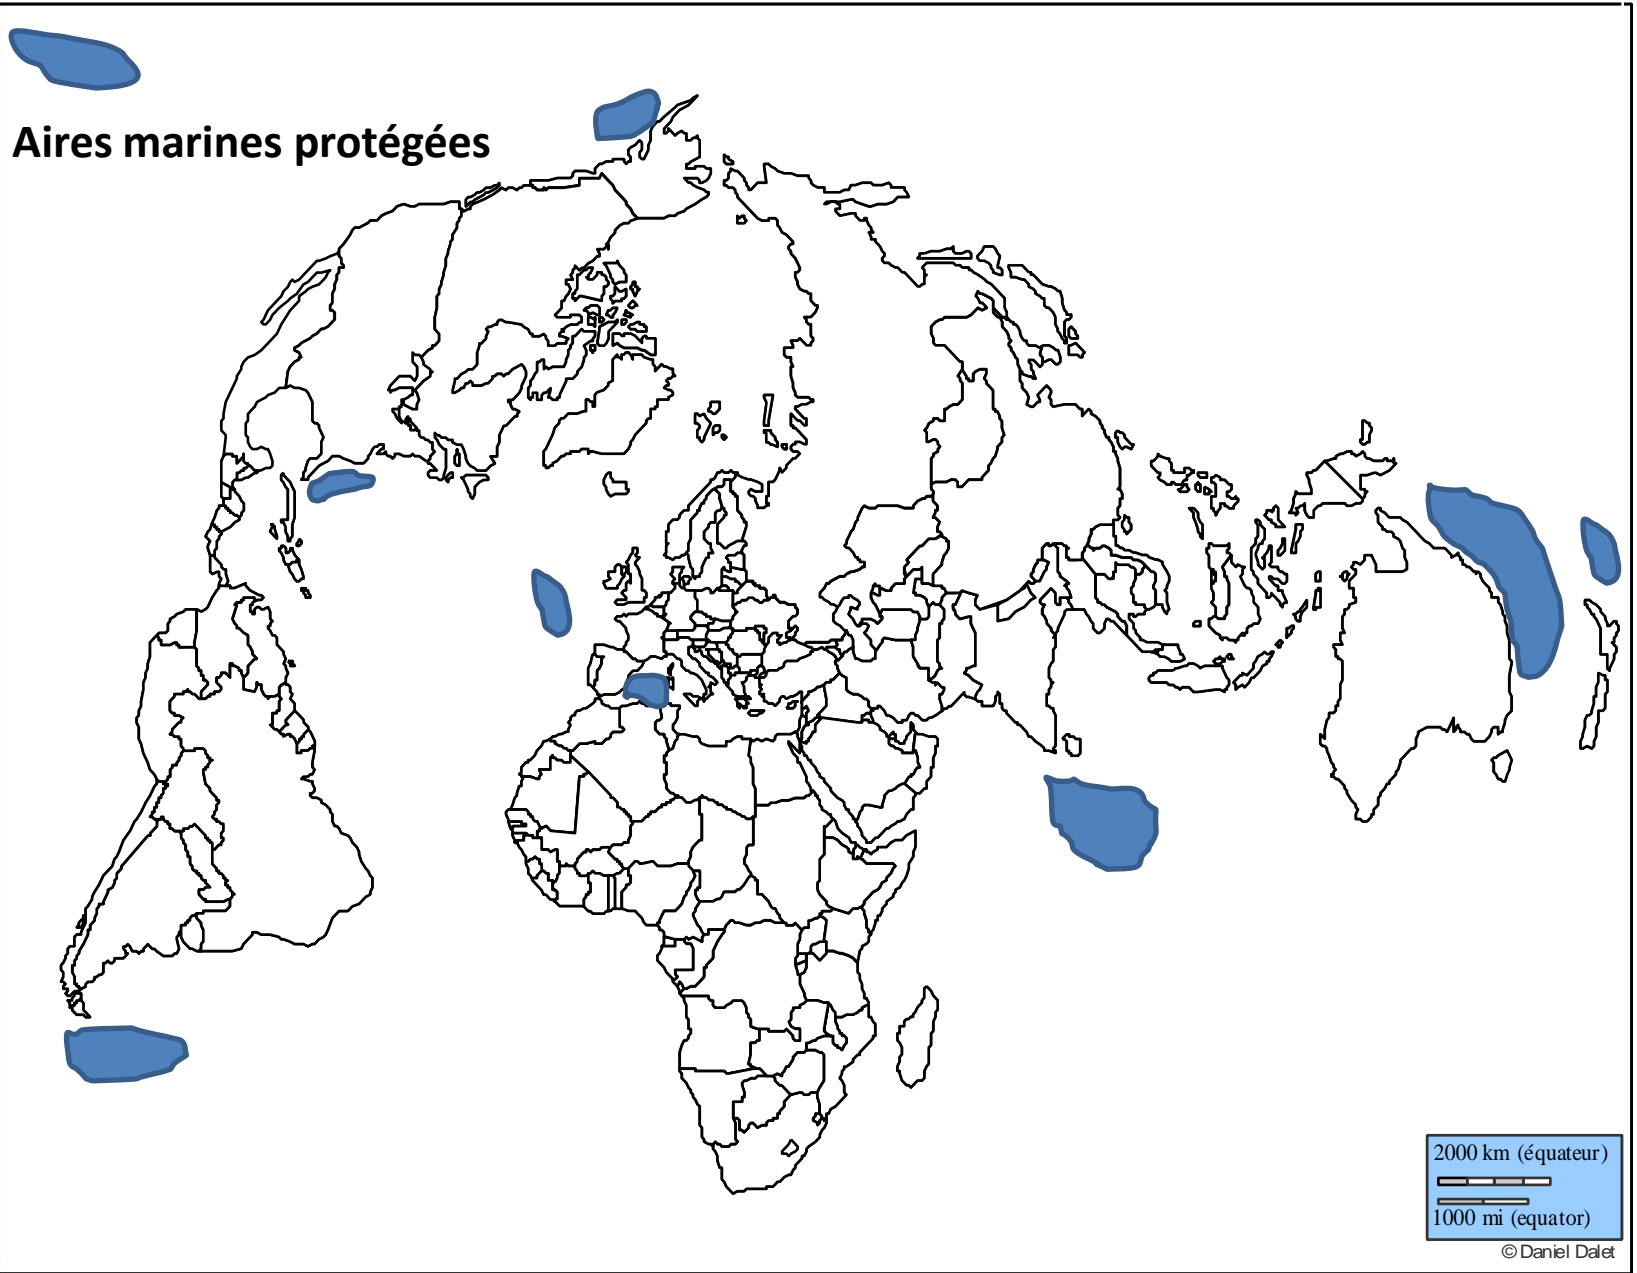 Aires marines protégées
2000 km (équateur)
1000 mi (equator)
© Daniel Dalet